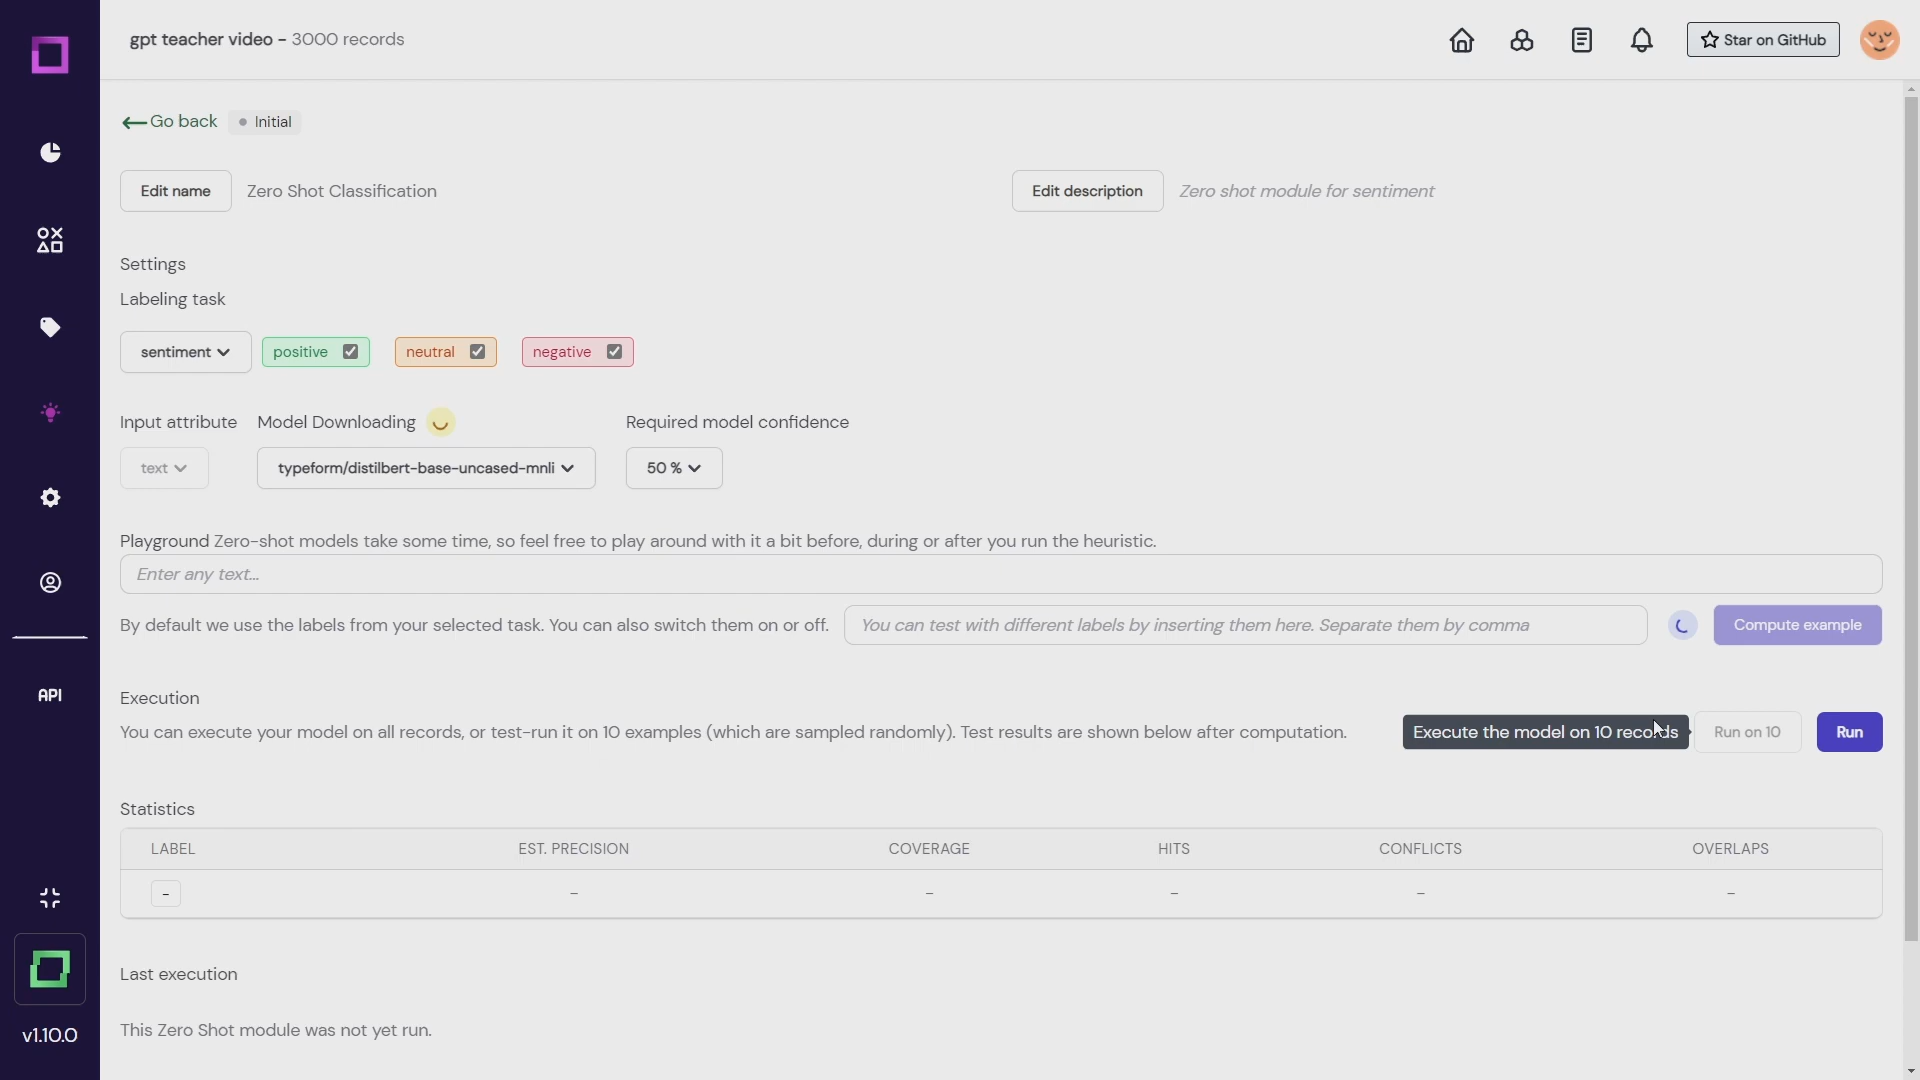 gpt teacher video - 3000 records
Star on GitHub
Go back
Initial
Edit name
Zero Shot Classification
Edit description
Zero shot module for sentiment
Settings
Labeling task
sentiment
positive
neutral
negative
Input attribute
Model Downloading
Required model confidence
text
typeform/distilbert-base-uncased-mnli
50 %
Playground Zero-shot models take some time, so feel free to play around with it a bit before, during or after you run the heuristic.
Enter any text...
By default we use the labels from your selected task. You can also switch them on or off.
You can test with different labels by inserting them here. Separate them by comma
Compute example
Execution
You can execute your model on all records, or test-run it on 10 examples (which are sampled randomly). Test results are shown below after computation.
Execute the model on 10 records
Run on 10
Run
API
Statistics
LABEL EST. PRECISION COVERAGE HITS CONFLICTS OVERLAPS
- - - - - -
Last execution
This Zero Shot module was not yet run.
v1.10.0